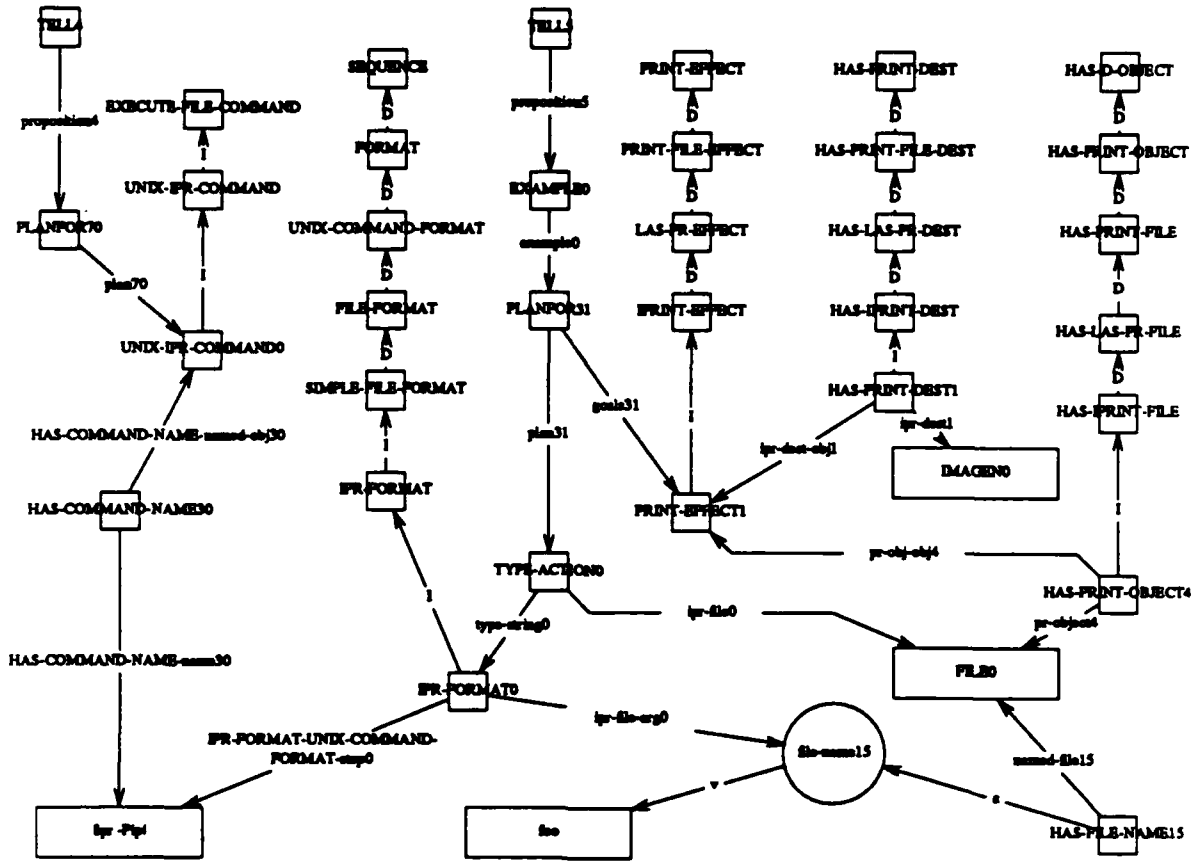 TELL4
TELL5
SEQUENCE
PRINT-EFFECT
HAS-PRINT-DEST
HAS-D-OBJECT
EXECUTE-FILE-COMMAND
proposition4
proposition5
D
D
D
D
I
FORMAT
PRINT-FILE-EFFECT
HAS-PRINT-FILE-DEST
HAS-PRINT-OBJECT
UNIX-IPR-COMMAND
EXAMPLE0
D
D
D
D
PLANFOR70
UNIX-COMMAND-FORMAT
example0
LAS-PR-EFFECT
HAS-LAS-PR-DEST
HAS-PRINT-FILE
plan70
I
D
D
D
D
FILE-FORMAT
PLANFOR31
IPRINT-EFFECT
HAS-IPRINT-DEST
HAS-LAS-PR-FILE
UNIX-IPR-COMMAND0
D
I
D
SIMPLE-FILE-FORMAT
HAS-PRINT-DEST1
goals31
I
HAS-IPRINT-FILE
HAS-COMMAND-NAME-named-obj30
plan31
ipr-dest1
I
ipr-dest-obj1
IMAGEN0
IPR-FORMAT
HAS-COMMAND-NAME30
PRINT-EFFECT1
I
pr-obj-obj4
TYPE-ACTION0
HAS-PRINT-OBJECT4
I
type-string0
ipr-file0
pr-object4
HAS-COMMAND-NAME-name30
FILE0
IPR-FORMAT0
ipr-file-arg0
IPR-FORMAT-UNIX-COMMAND-
FORMAT-step0
file-name15
named-file15
v
s
foo
HAS-FILE-NAME15